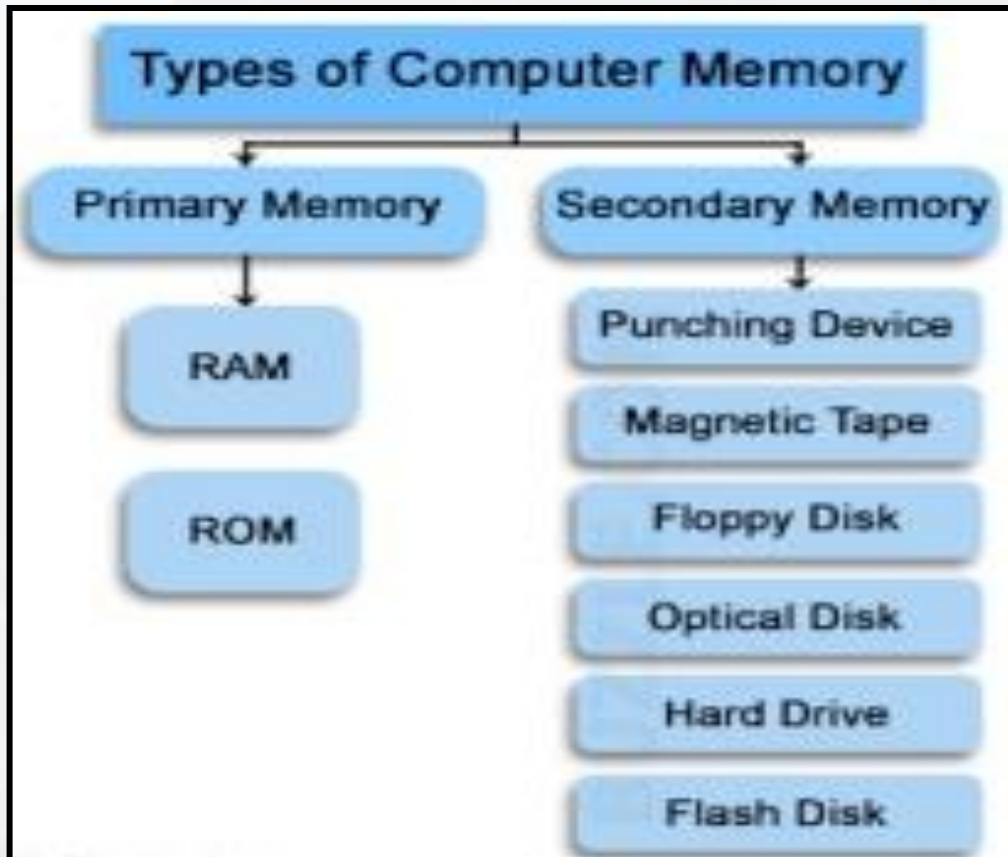 Types of Computer Memory
Primary Memory
RAM
ROM
Secondary Memory
Punching Device
Magnetic Tape
Floppy Disk
Optical Disk
Hard Drive
Flash Disk